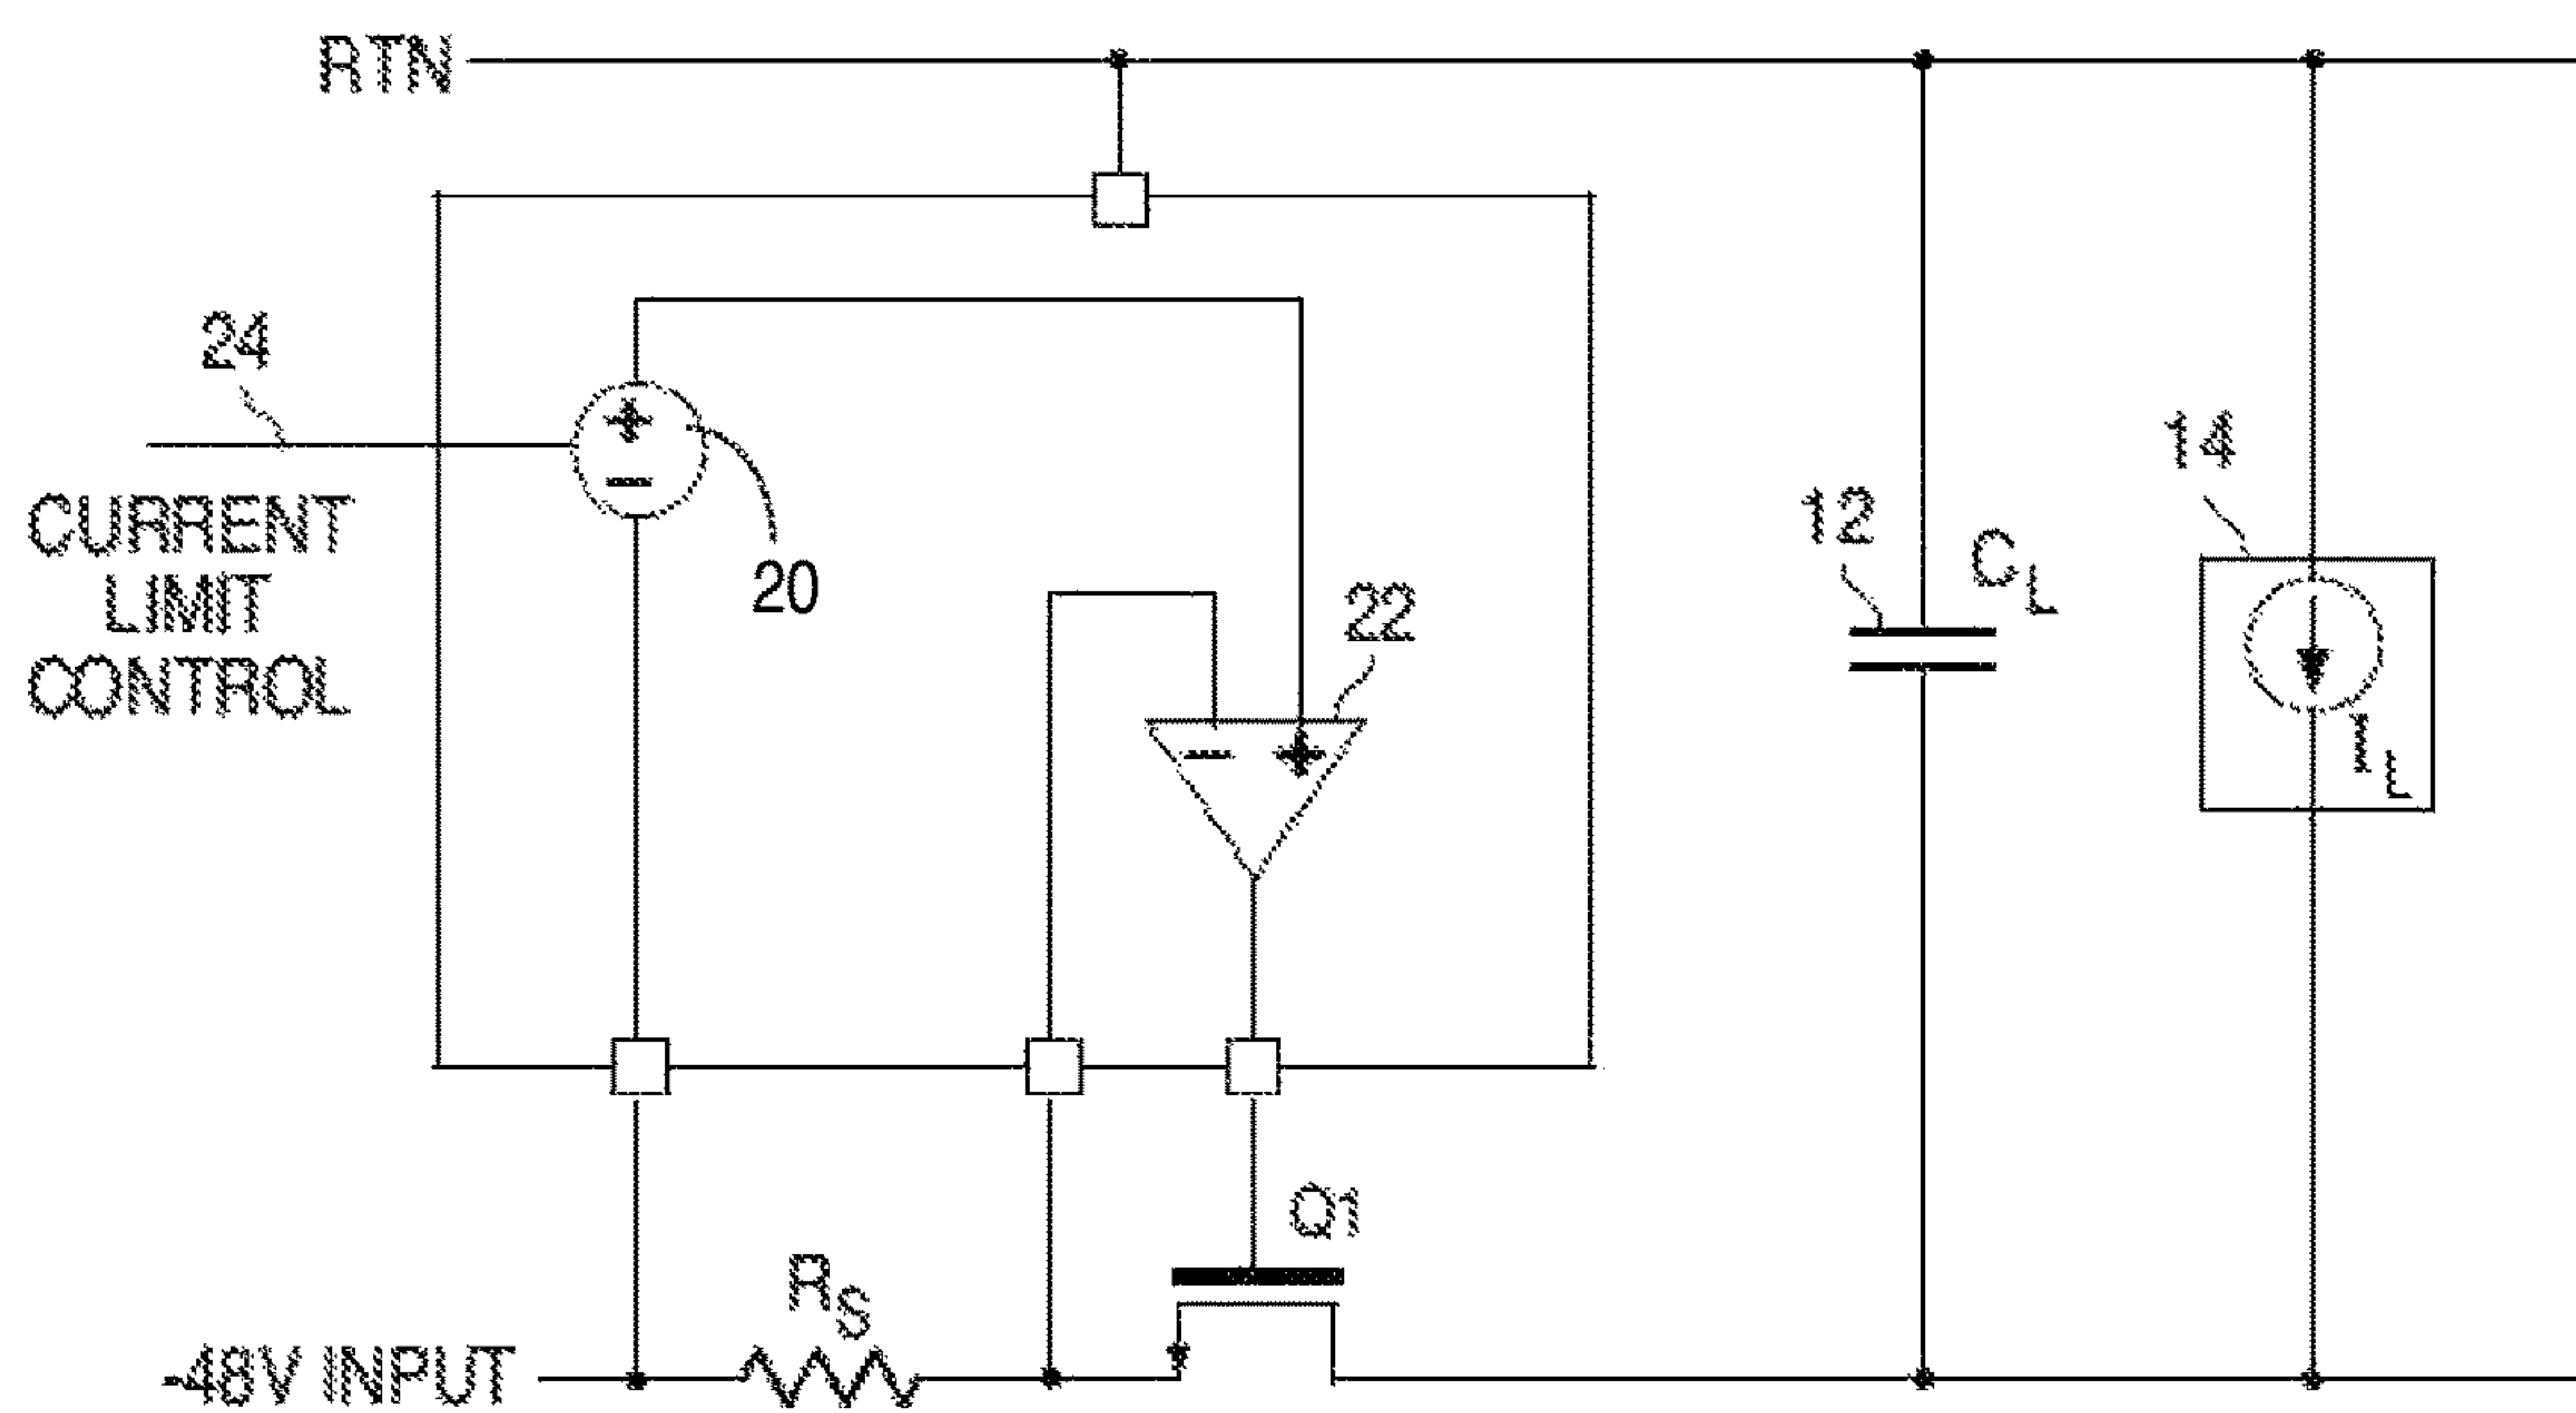 RTN
24
CURRENT
LIMIT
CONTROL
+
−
20
22
− +
12
CL
14
IL
Q1
RS
-48V INPUT